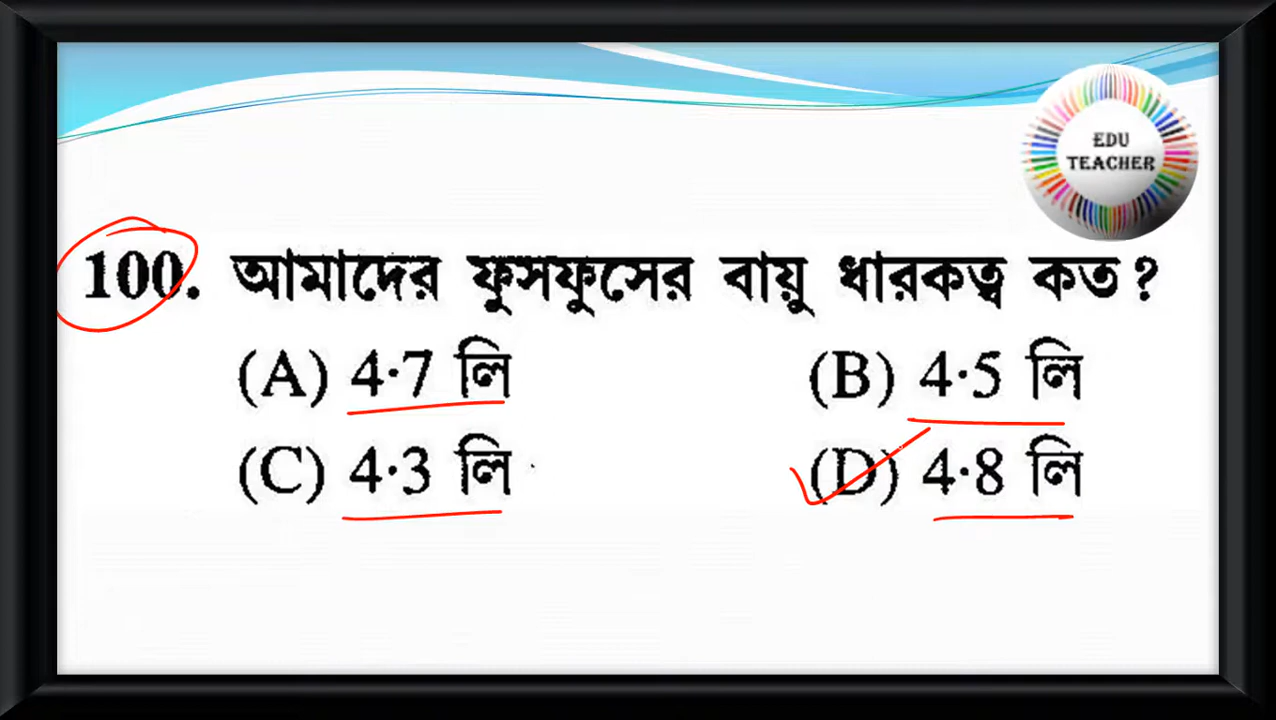 EDU
TEACHER
100. আমাদের ফুসফুসের বায়ু ধারকত্ব কত?
(A) 4·7 লি (B) 4·5 লি
(C) 4·3 লি (D) 4·8 লি